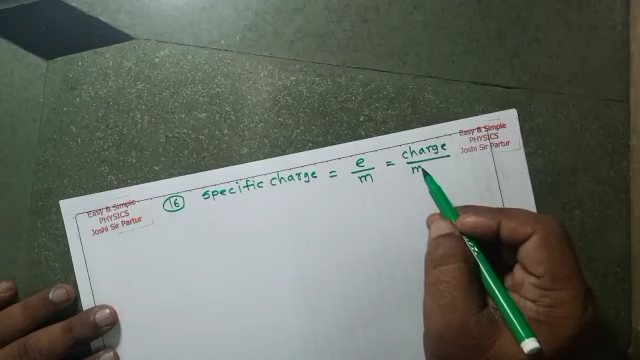 Easy & Simple
PHYSICS
Joshi Sir Partur
Easy & Simple
PHYSICS
Joshi Sir Partur
16 specific charge = e/m = charge/m